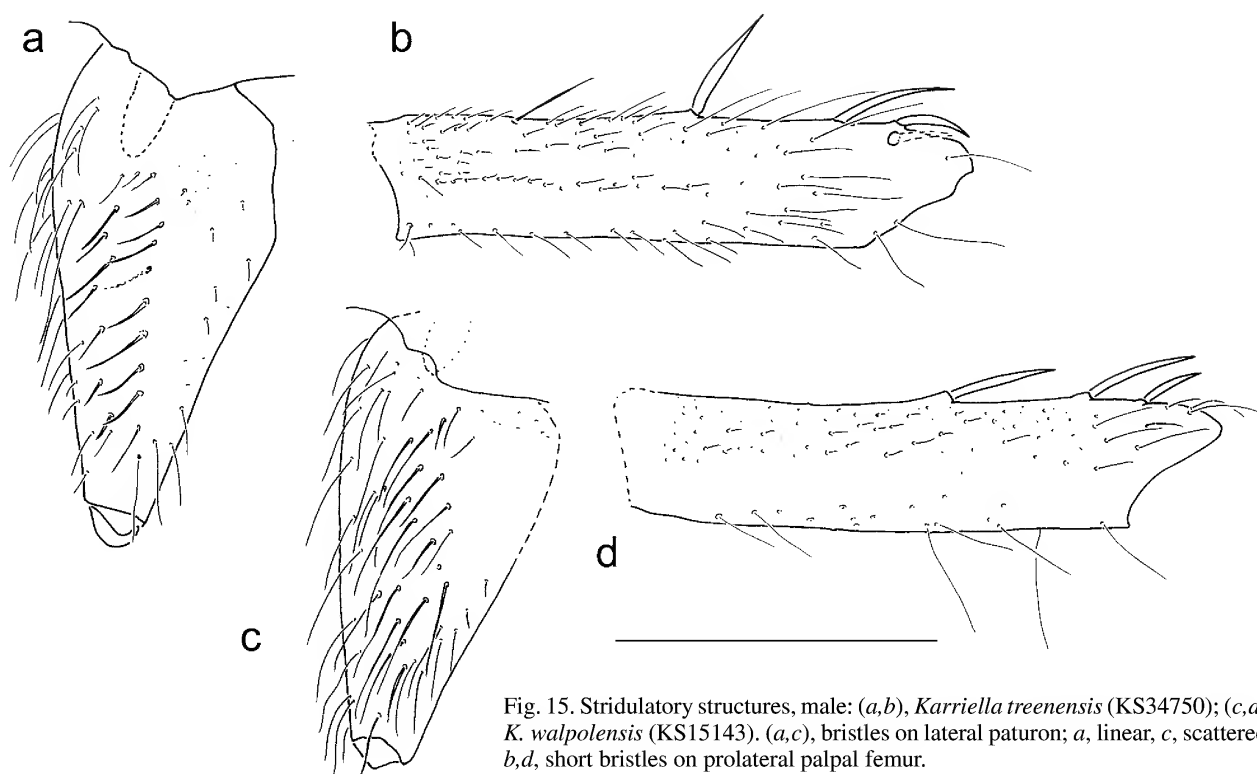 a
b
c
d
Fig. 15. Stridulatory structures, male: (a,b), Karriella treenensis (KS34750); (c,d
K. walpolensis (KS15143). (a,c), bristles on lateral paturon; a, linear, c, scattered
b,d, short bristles on prolateral palpal femur.